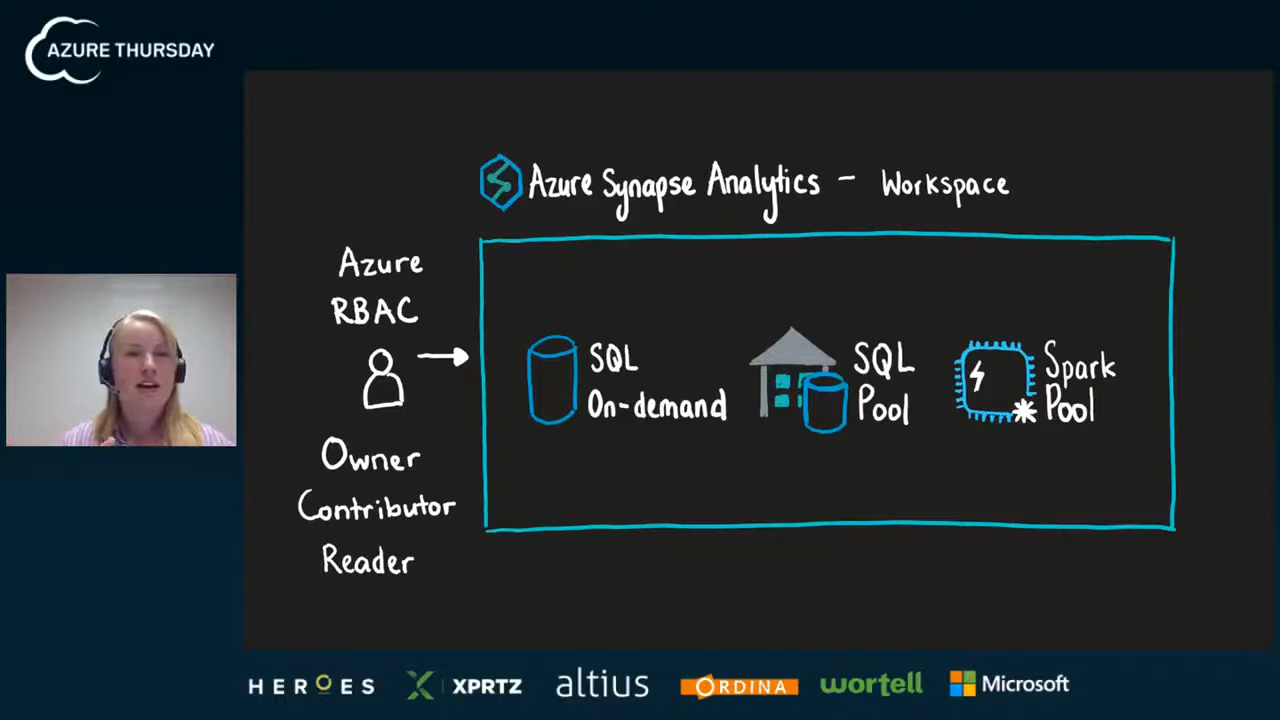 AZURE THURSDAY
Azure Synapse Analytics - Workspace
Azure
RBAC
Owner
Contributor
Reader
SQL
On-demand
SQL
Pool
Spark
Pool
HEROES
XPRTZ
altius
ORDINA
wortell
Microsoft